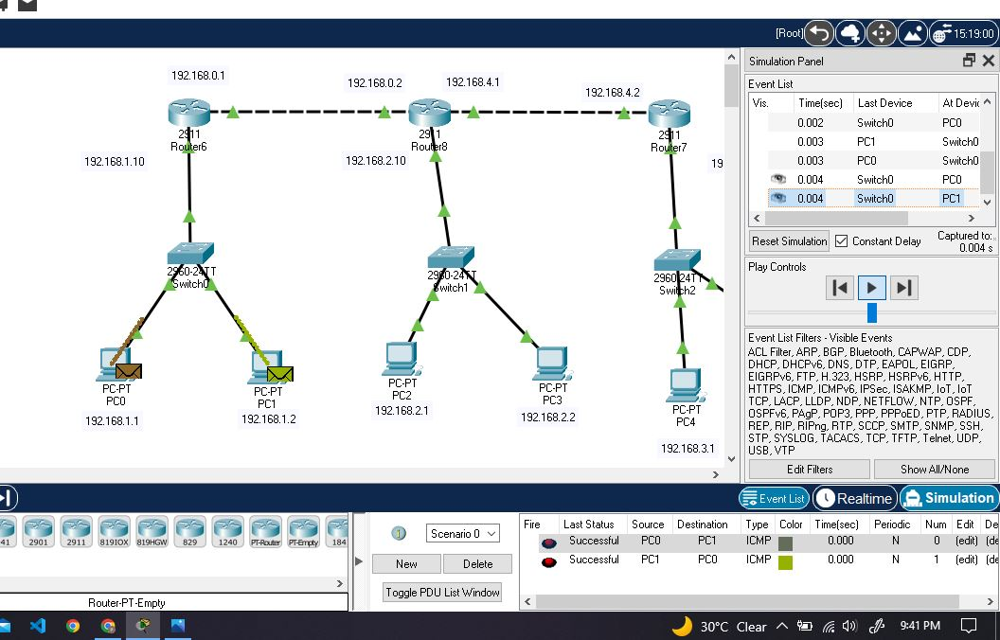 [Root]
15:19:00
192.168.0.1
192.168.0.2
192.168.4.1
192.168.4.2
2911
Router6
2911
Router8
2911
Router7
192.168.1.10
192.168.2.10
19
2960-24TT
Switch0
2960-24TT
Switch1
2960-24TT
Switch2
PC-PT
PC0
PC-PT
PC1
PC-PT
PC2
PC-PT
PC3
PC-PT
PC4
192.168.1.1
192.168.1.2
192.168.2.1
192.168.2.2
192.168.3.1
Simulation Panel
Event List
Vis. Time(sec) Last Device At Devic
0.002 Switch0 PC0
0.003 PC1 Switch0
0.003 PC0 Switch0
0.004 Switch0 PC0
0.004 Switch0 PC1
Reset Simulation Constant Delay Captured to:
0.004 s
Play Controls
Event List Filters - Visible Events
ACL Filter, ARP, BGP, Bluetooth, CAPWAP, CDP,
DHCP, DHCPv6, DNS, DTP, EAPOL, EIGRP,
EIGRPv6, FTP, H.323, HSRP, HSRPv6, HTTP,
HTTPS, ICMP, ICMPv6, IPSec, ISAKMP, IoT, IoT
TCP, LACP, LLDP, NDP, NETFLOW, NTP, OSPF,
OSPFv6, PAgP, POP3, PPP, PPPoED, PTP, RADIUS,
REP, RIP, RIPng, RTP, SCCP, SMTP, SNMP, SSH,
STP, SYSLOG, TACACS, TCP, TFTP, Telnet, UDP,
USB, VTP
Edit Filters Show All/None
Event List Realtime Simulation
41 2901 2911 819IOX 819HGW 829 1240 PT-Router PT-Empty 184
Router-PT-Empty
Scenario 0
New Delete
Toggle PDU List Window
Fire Last Status Source Destination Type Color Time(sec) Periodic Num Edit De
Successful PC0 PC1 ICMP 0.000 N 0 (edit) (de
Successful PC1 PC0 ICMP 0.000 N 1 (edit) (de
30°C Clear 9:41 PM